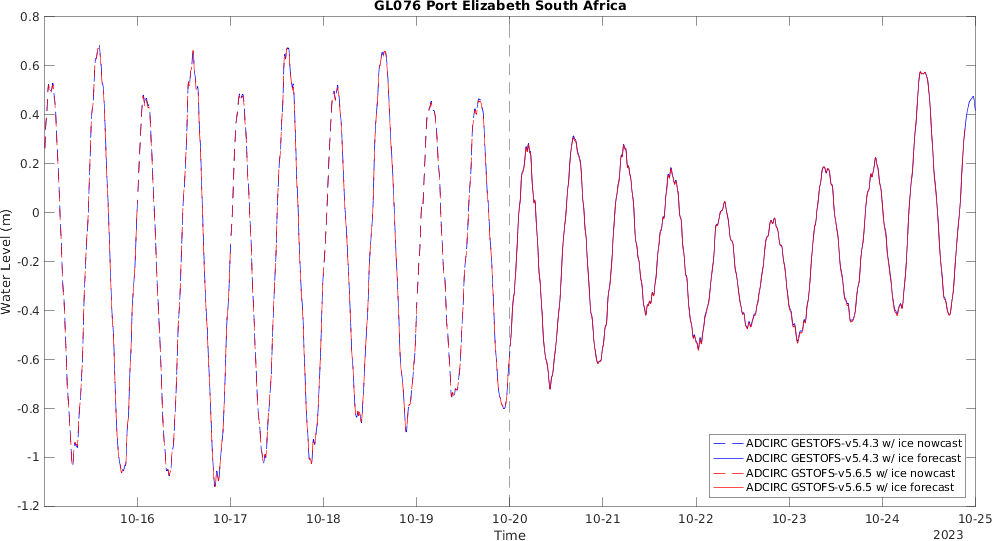 GL076 Port Elizabeth South Africa
0.8
0.6
0.4
0.2
0
-0.2
-0.4
-0.6
-0.8
-1
-1.2
Water Level (m)
10-16 10-17 10-18 10-19 10-20 10-21 10-22 10-23 10-24 10-25
Time
2023
ADCIRC GESTOFS-v5.4.3 w/ ice nowcast
ADCIRC GESTOFS-v5.4.3 w/ ice forecast
ADCIRC GSTOFS-v5.6.5 w/ ice nowcast
ADCIRC GSTOFS-v5.6.5 w/ ice forecast